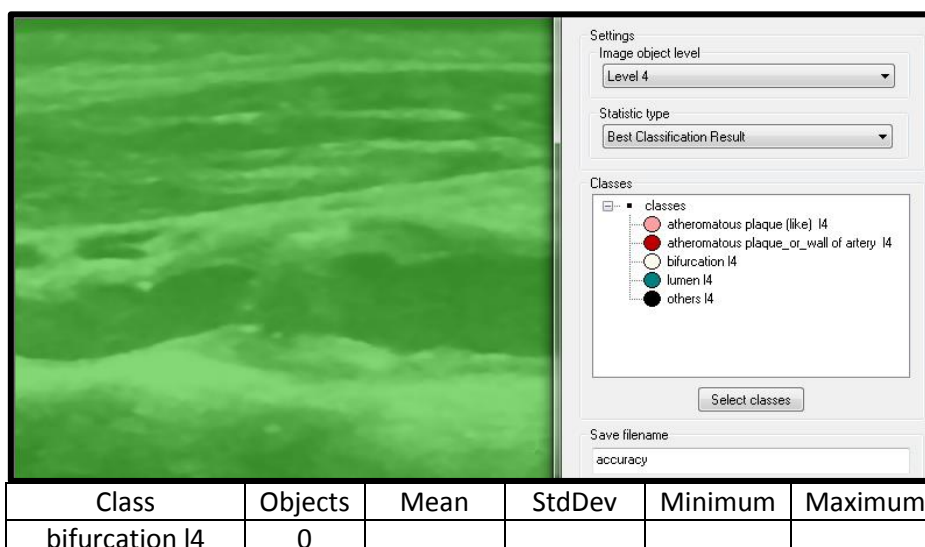 Settings
Image object level
Level 4
Statistic type
Best Classification Result
Classes
classes
atheromatous plaque (like) l4
atheromatous plaque_or_wall of artery l4
bifurcation l4
lumen l4
others l4
Select classes
Save filename
accuracy
Class Objects Mean StdDev Minimum Maximum
bifurcation l4 0